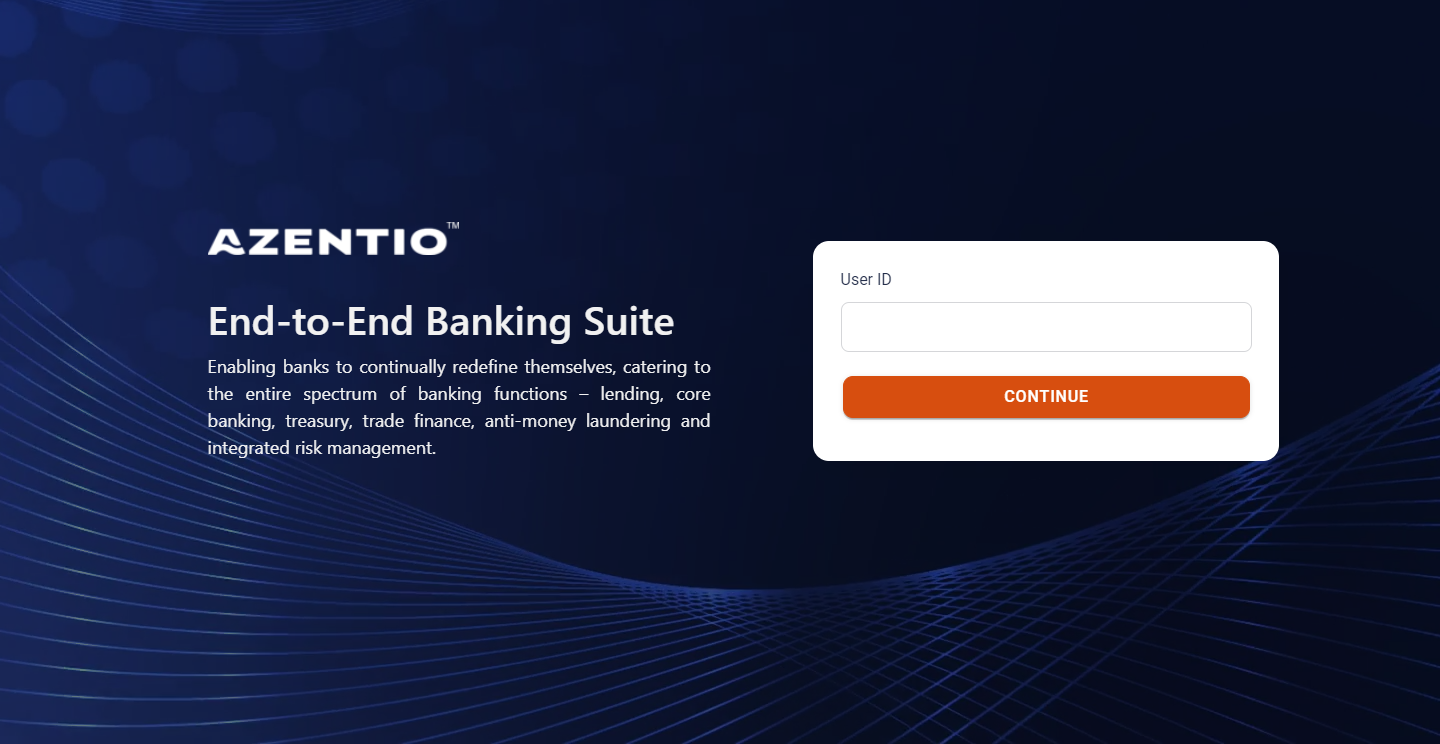 AZENTIO™
End-to-End Banking Suite
Enabling banks to continually redefine themselves, catering to
the entire spectrum of banking functions – lending, core
banking, treasury, trade finance, anti-money laundering and
integrated risk management.
User ID
CONTINUE